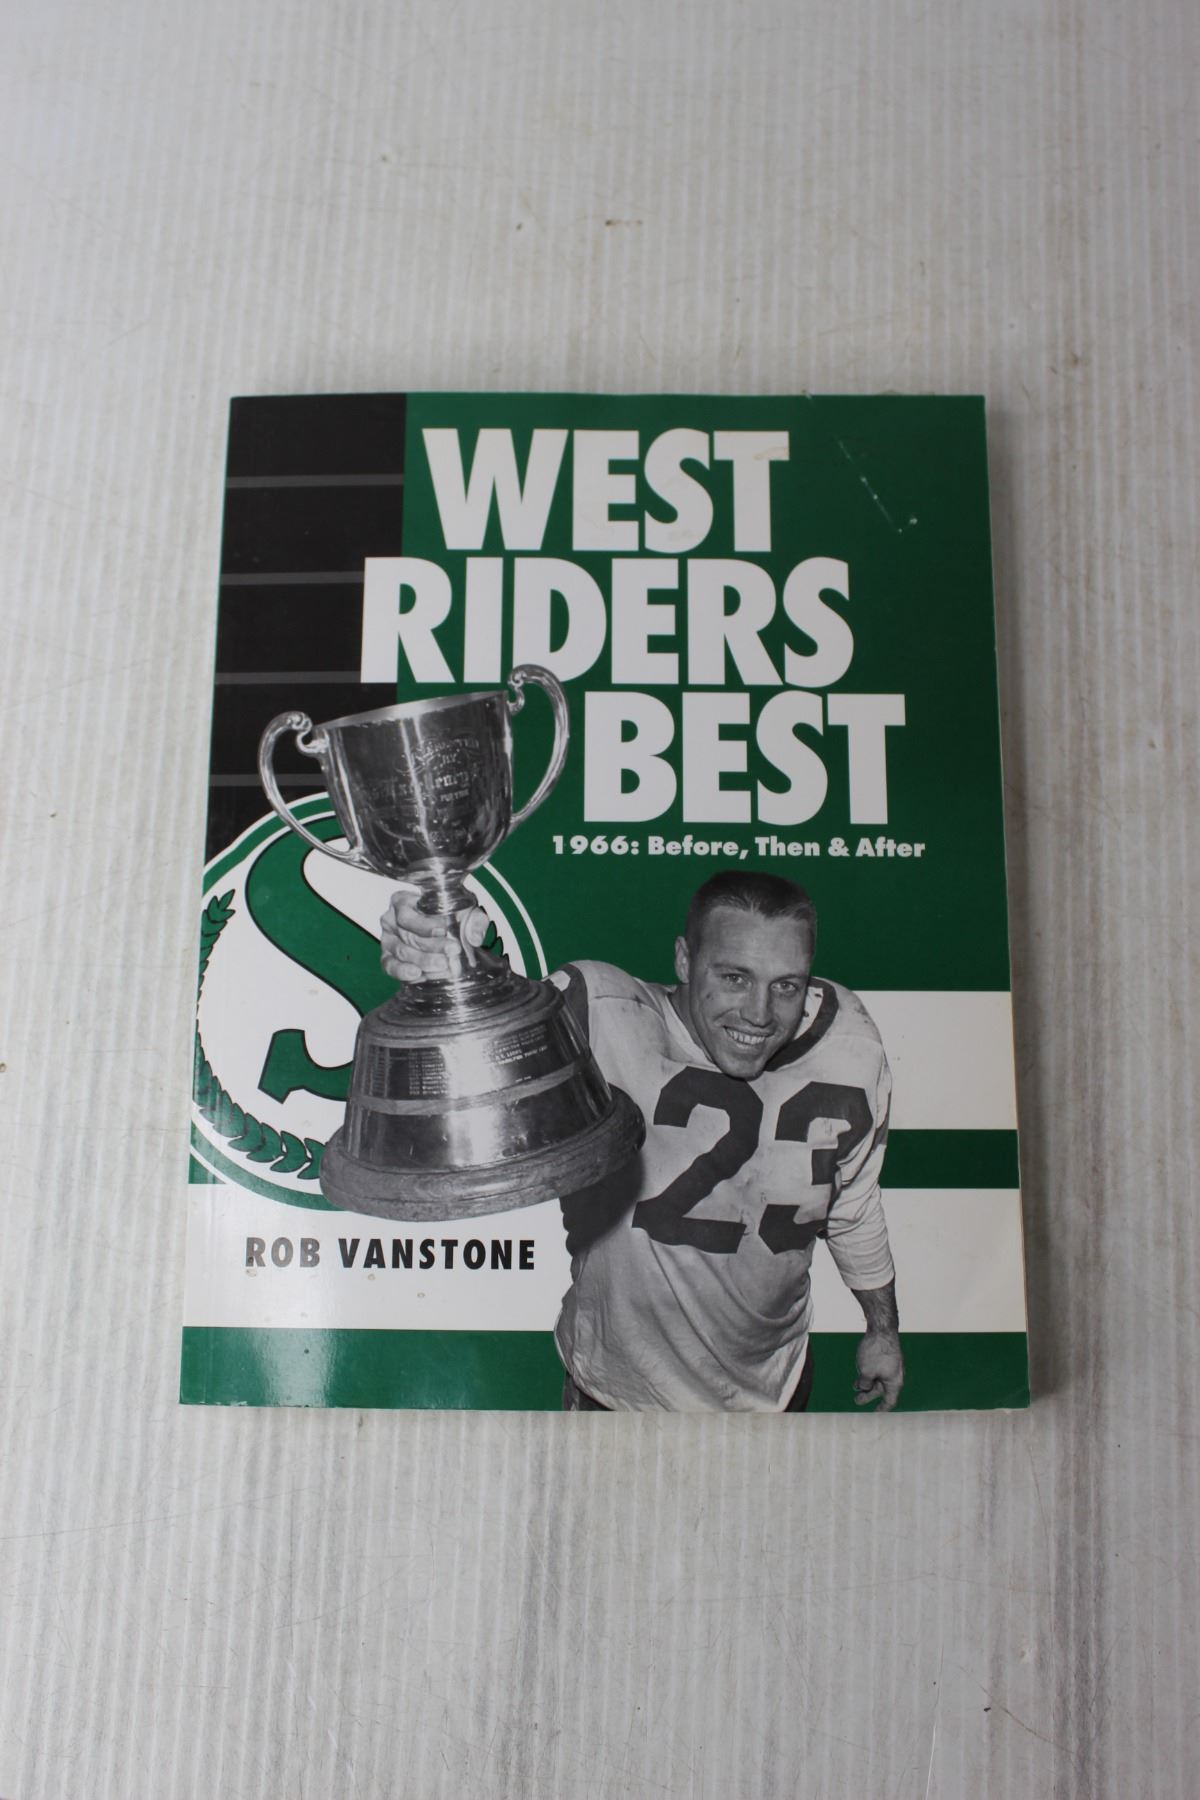 WEST
RIDERS
BEST
1966: Before, Then & After
S
23
ROB VANSTONE